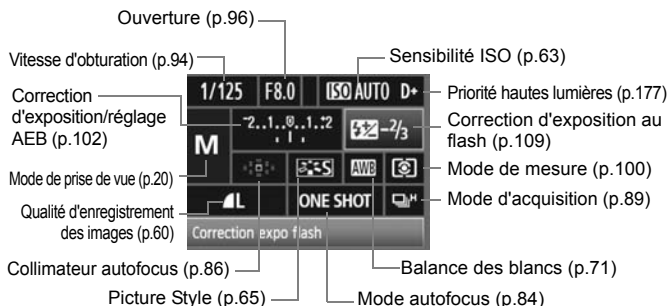 Ouverture (p.96)
Vitesse d'obturation (p.94)
Sensibilité ISO (p.63)
1/125 F8.0 ISO AUTO D+
Priorité hautes lumières (p.177)
Correction
d'exposition/réglage
AEB (p.102)
-2..1..0..1..+2
-2/3
Correction d'exposition au
flash (p.109)
M
Mode de prise de vue (p.20)
S AWB
Mode de mesure (p.100)
Qualité d'enregistrement
des images (p.60)
L ONE SHOT H
Mode d'acquisition (p.89)
Correction expo flash
Collimateur autofocus (p.86)
Balance des blancs (p.71)
Picture Style (p.65)
Mode autofocus (p.84)